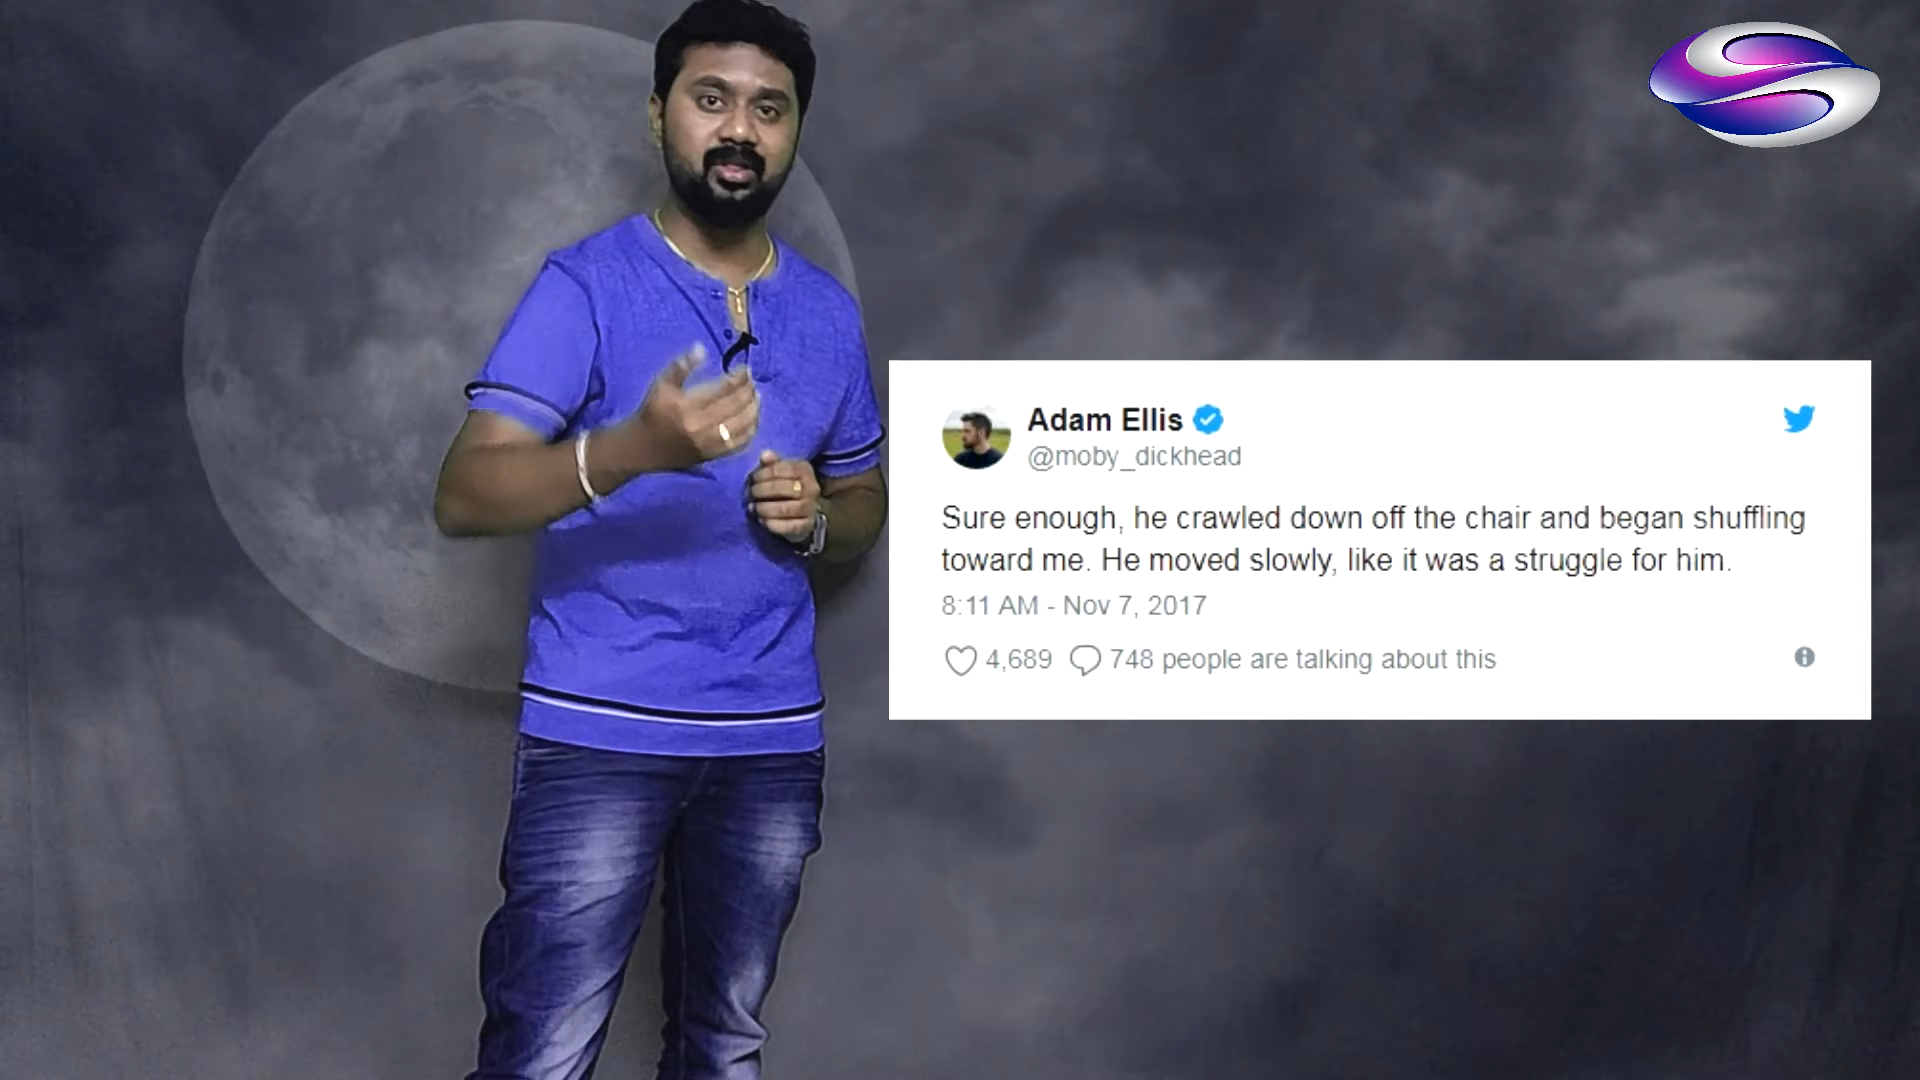 Adam Ellis
@moby_dickhead
Sure enough, he crawled down off the chair and began shuffling
toward me. He moved slowly, like it was a struggle for him.
8:11 AM - Nov 7, 2017
4,689 748 people are talking about this